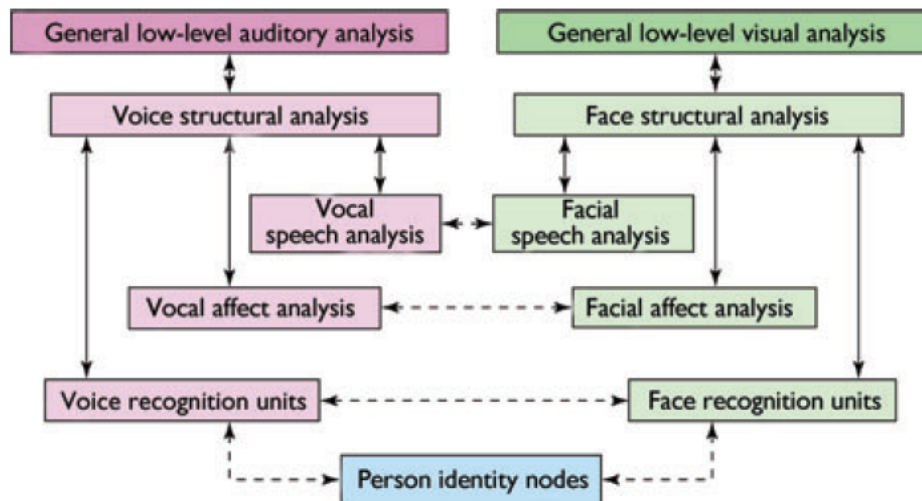 General low-level auditory analysis
General low-level visual analysis
Voice structural analysis
Face structural analysis
Vocal
speech analysis
Facial
speech analysis
Vocal affect analysis
Facial affect analysis
Voice recognition units
Face recognition units
Person identity nodes